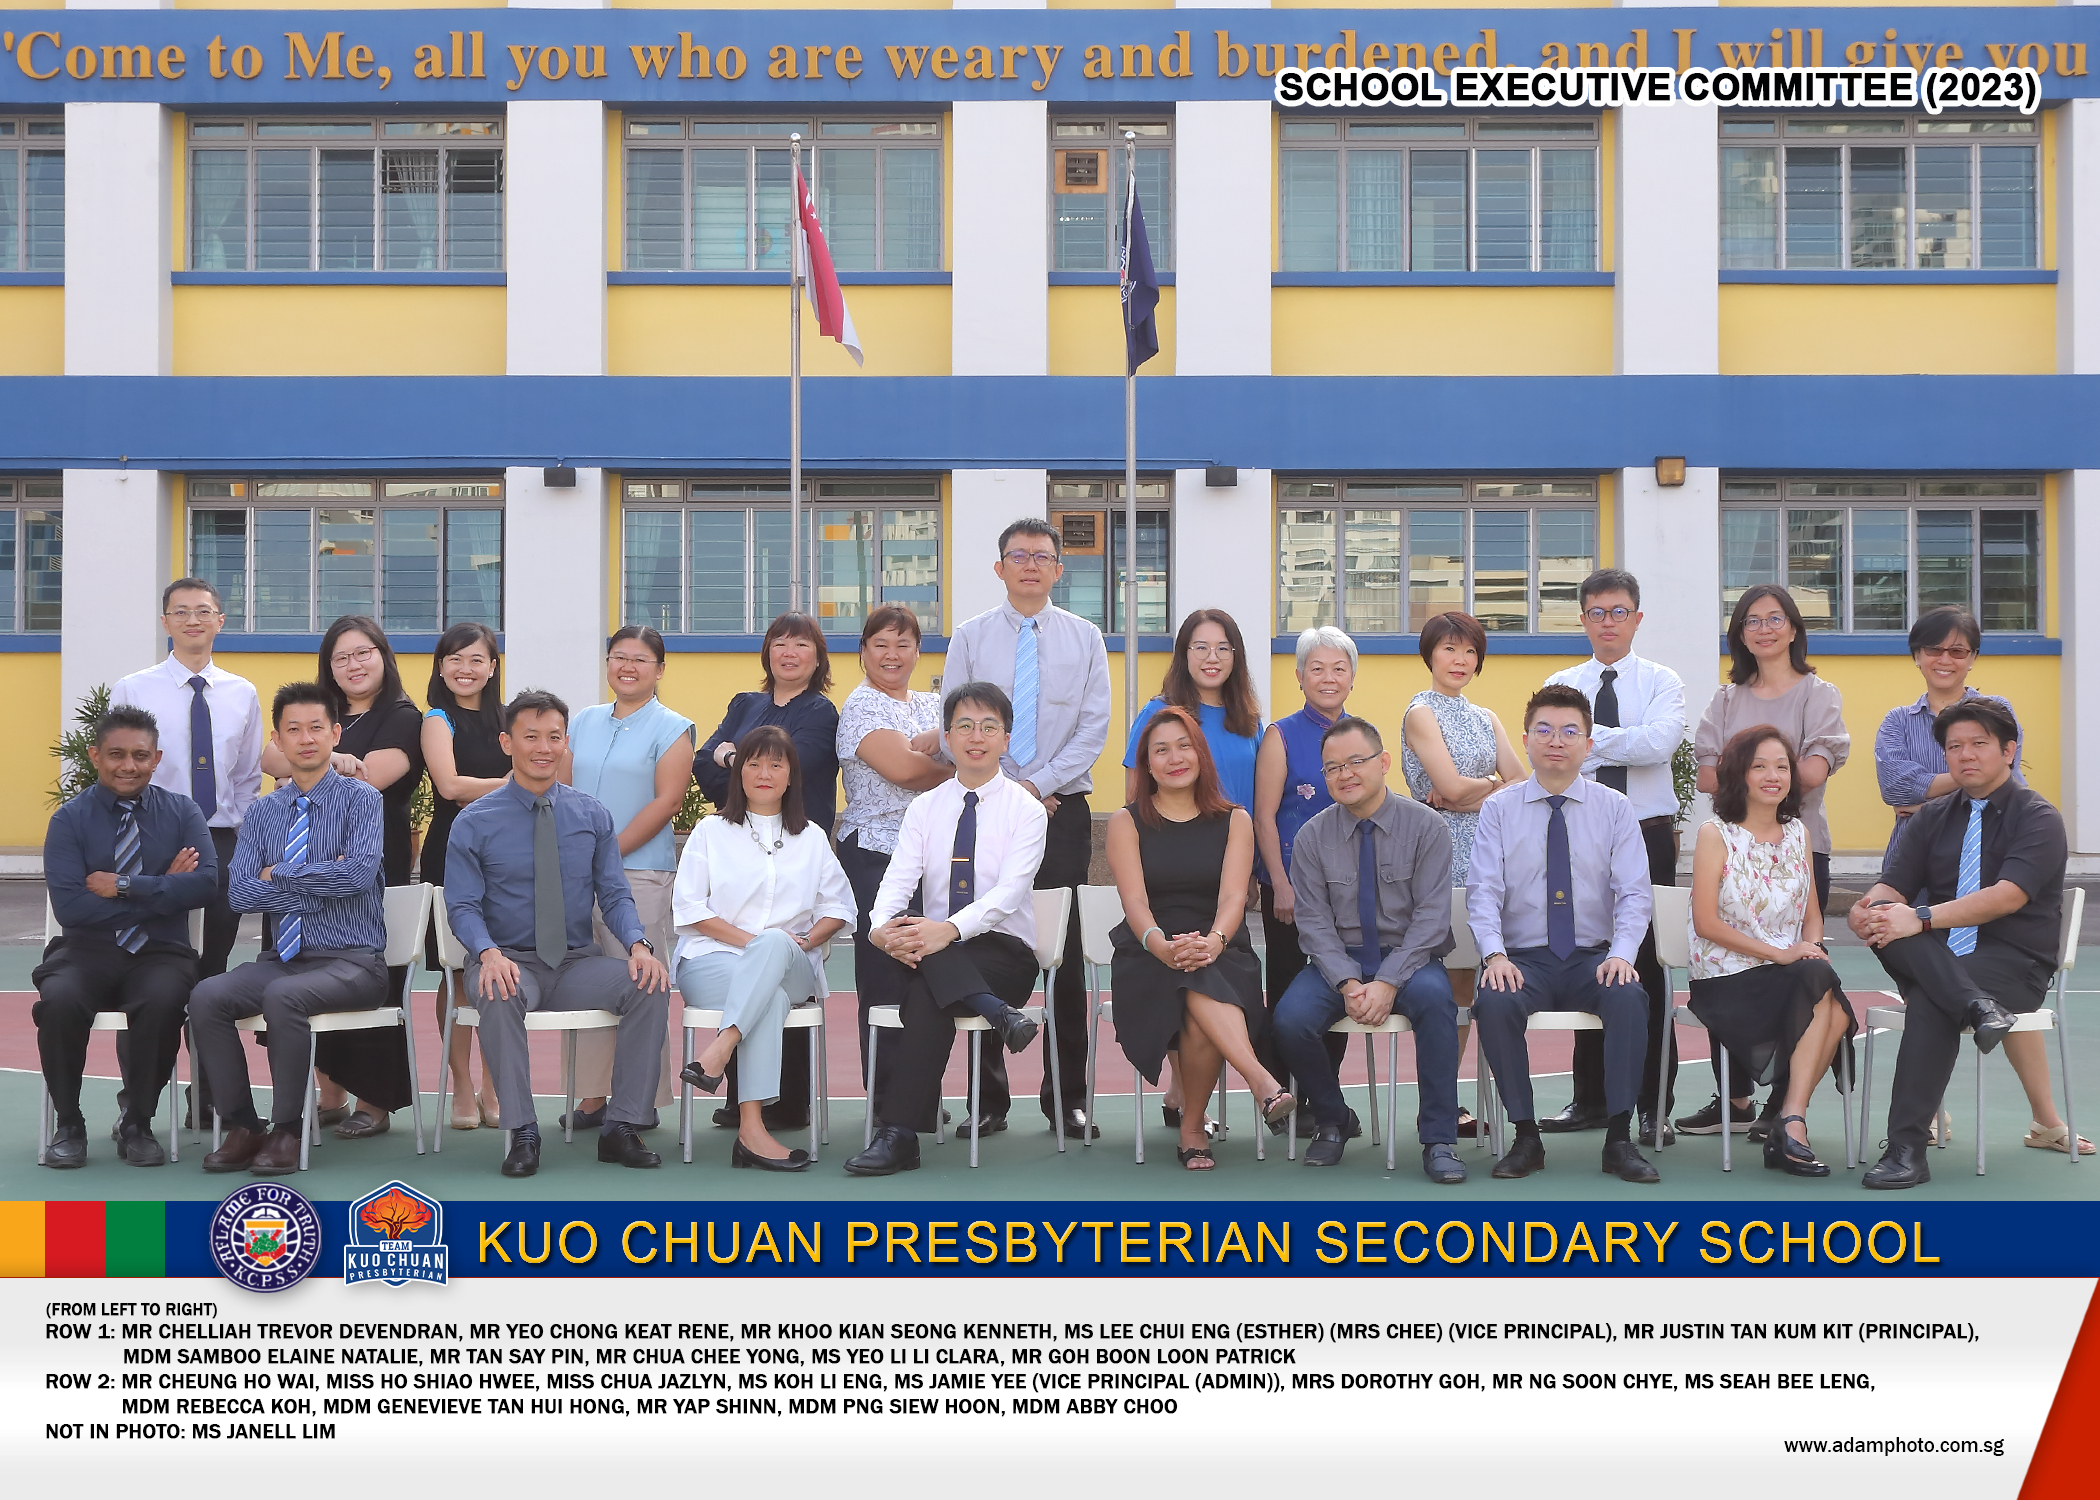 'Come to Me, all you who are weary and burdened, and I will give you
SCHOOL EXECUTIVE COMMITTEE (2023)
REL AME FOR TRUTH
K.C.P.S.S.
TEAM
KUO CHUAN
PRESBYTERIAN
KUO CHUAN PRESBYTERIAN SECONDARY SCHOOL
(FROM LEFT TO RIGHT)
ROW 1: MR CHELLIAH TREVOR DEVENDRAN, MR YEO CHONG KEAT RENE, MR KHOO KIAN SEONG KENNETH, MS LEE CHUI ENG (ESTHER) (MRS CHEE) (VICE PRINCIPAL), MR JUSTIN TAN KUM KIT (PRINCIPAL),
MDM SAMBOO ELAINE NATALIE, MR TAN SAY PIN, MR CHUA CHEE YONG, MS YEO LI LI CLARA, MR GOH BOON LOON PATRICK
ROW 2: MR CHEUNG HO WAI, MISS HO SHIAO HWEE, MISS CHUA JAZLYN, MS KOH LI ENG, MS JAMIE YEE (VICE PRINCIPAL (ADMIN)), MRS DOROTHY GOH, MR NG SOON CHYE, MS SEAH BEE LENG,
MDM REBECCA KOH, MDM GENEVIEVE TAN HUI HONG, MR YAP SHINN, MDM PNG SIEW HOON, MDM ABBY CHOO
NOT IN PHOTO: MS JANELL LIM
www.adamphoto.com.sg